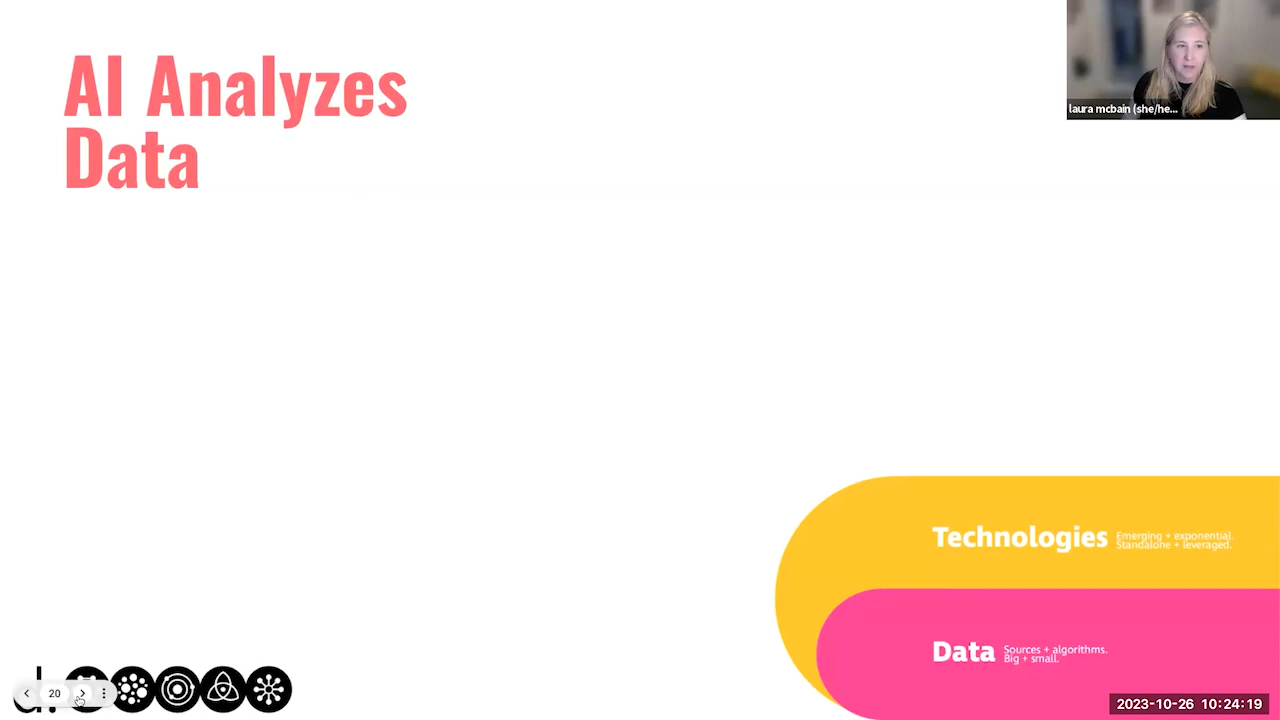 AI Analyzes
Data
laura mcbain (she/he...
Technologies Emerging + exponential.
Standalone + leveraged.
Data Sources + algorithms.
Big + small.
d.
20
2023-10-26 10:24:19